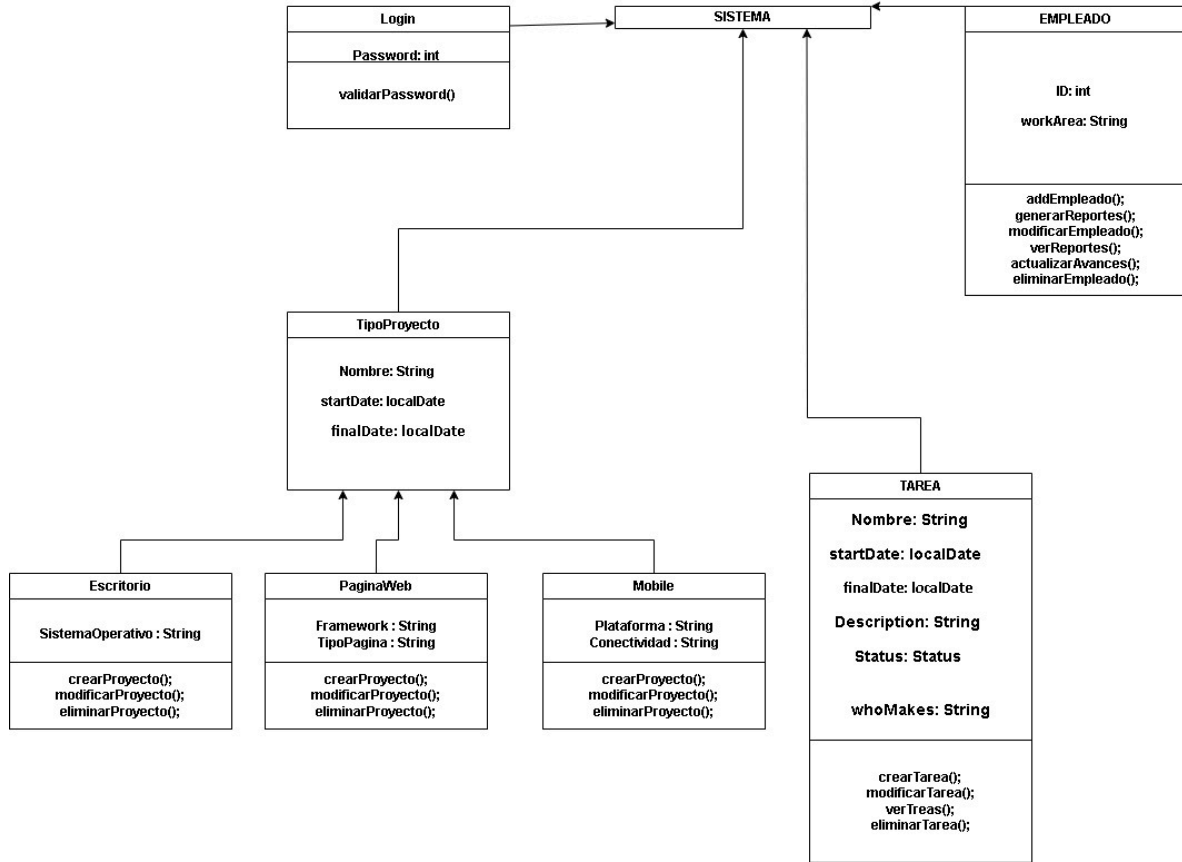 Login
Password: int
validarPassword()
SISTEMA
EMPLEADO
ID: int
workArea: String
addEmpleado();
generarReportes();
modificarEmpleado();
verReportes();
actualizarAvances();
eliminarEmpleado();
TipoProyecto
Nombre: String
startDate: localDate
finalDate: localDate
Escritorio
SistemaOperativo : String
crearProyecto();
modificarProyecto();
eliminarProyecto();
PaginaWeb
Framework : String
TipoPagina : String
crearProyecto();
modificarProyecto();
eliminarProyecto();
Mobile
Plataforma : String
Conectividad : String
crearProyecto();
modificarProyecto();
eliminarProyecto();
TAREA
Nombre: String
startDate: localDate
finalDate: localDate
Description: String
Status: Status
whoMakes: String
crearTarea();
modificarTarea();
verTreas();
eliminarTarea();